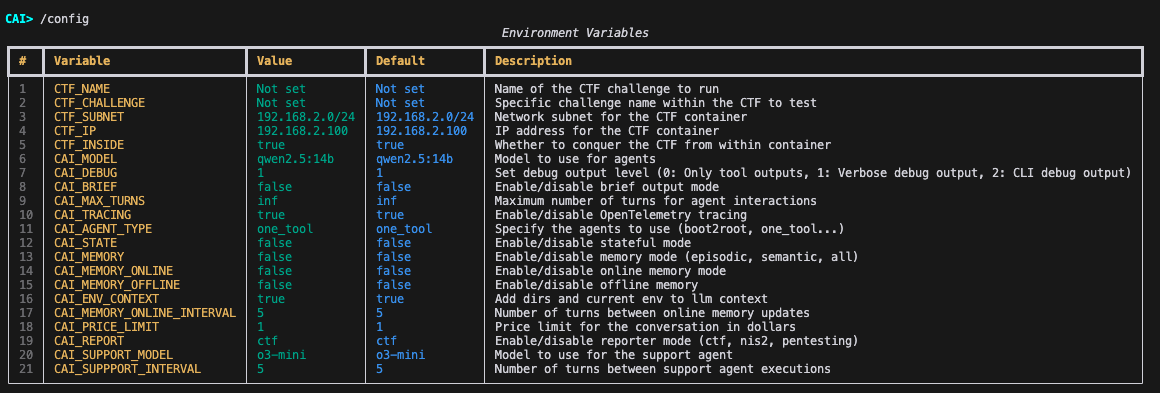 CAI> /config
Environment Variables
# Variable Value Default Description
1 CTF_NAME Not set Not set Name of the CTF challenge to run
2 CTF_CHALLENGE Not set Not set Specific challenge name within the CTF to test
3 CTF_SUBNET 192.168.2.0/24 192.168.2.0/24 Network subnet for the CTF container
4 CTF_IP 192.168.2.100 192.168.2.100 IP address for the CTF container
5 CTF_INSIDE true true Whether to conquer the CTF from within container
6 CAI_MODEL qwen2.5:14b qwen2.5:14b Model to use for agents
7 CAI_DEBUG 1 1 Set debug output level (0: Only tool outputs, 1: Verbose debug output, 2: CLI debug output)
8 CAI_BRIEF false false Enable/disable brief output mode
9 CAI_MAX_TURNS inf inf Maximum number of turns for agent interactions
10 CAI_TRACING true true Enable/disable OpenTelemetry tracing
11 CAI_AGENT_TYPE one_tool one_tool Specify the agents to use (boot2root, one_tool...)
12 CAI_STATE false false Enable/disable stateful mode
13 CAI_MEMORY false false Enable/disable memory mode (episodic, semantic, all)
14 CAI_MEMORY_ONLINE false false Enable/disable online memory mode
15 CAI_MEMORY_OFFLINE false false Enable/disable offline memory
16 CAI_ENV_CONTEXT true true Add dirs and current env to llm context
17 CAI_MEMORY_ONLINE_INTERVAL 5 5 Number of turns between online memory updates
18 CAI_PRICE_LIMIT 1 1 Price limit for the conversation in dollars
19 CAI_REPORT ctf ctf Enable/disable reporter mode (ctf, nis2, pentesting)
20 CAI_SUPPORT_MODEL o3-mini o3-mini Model to use for the support agent
21 CAI_SUPPPORT_INTERVAL 5 5 Number of turns between support agent executions